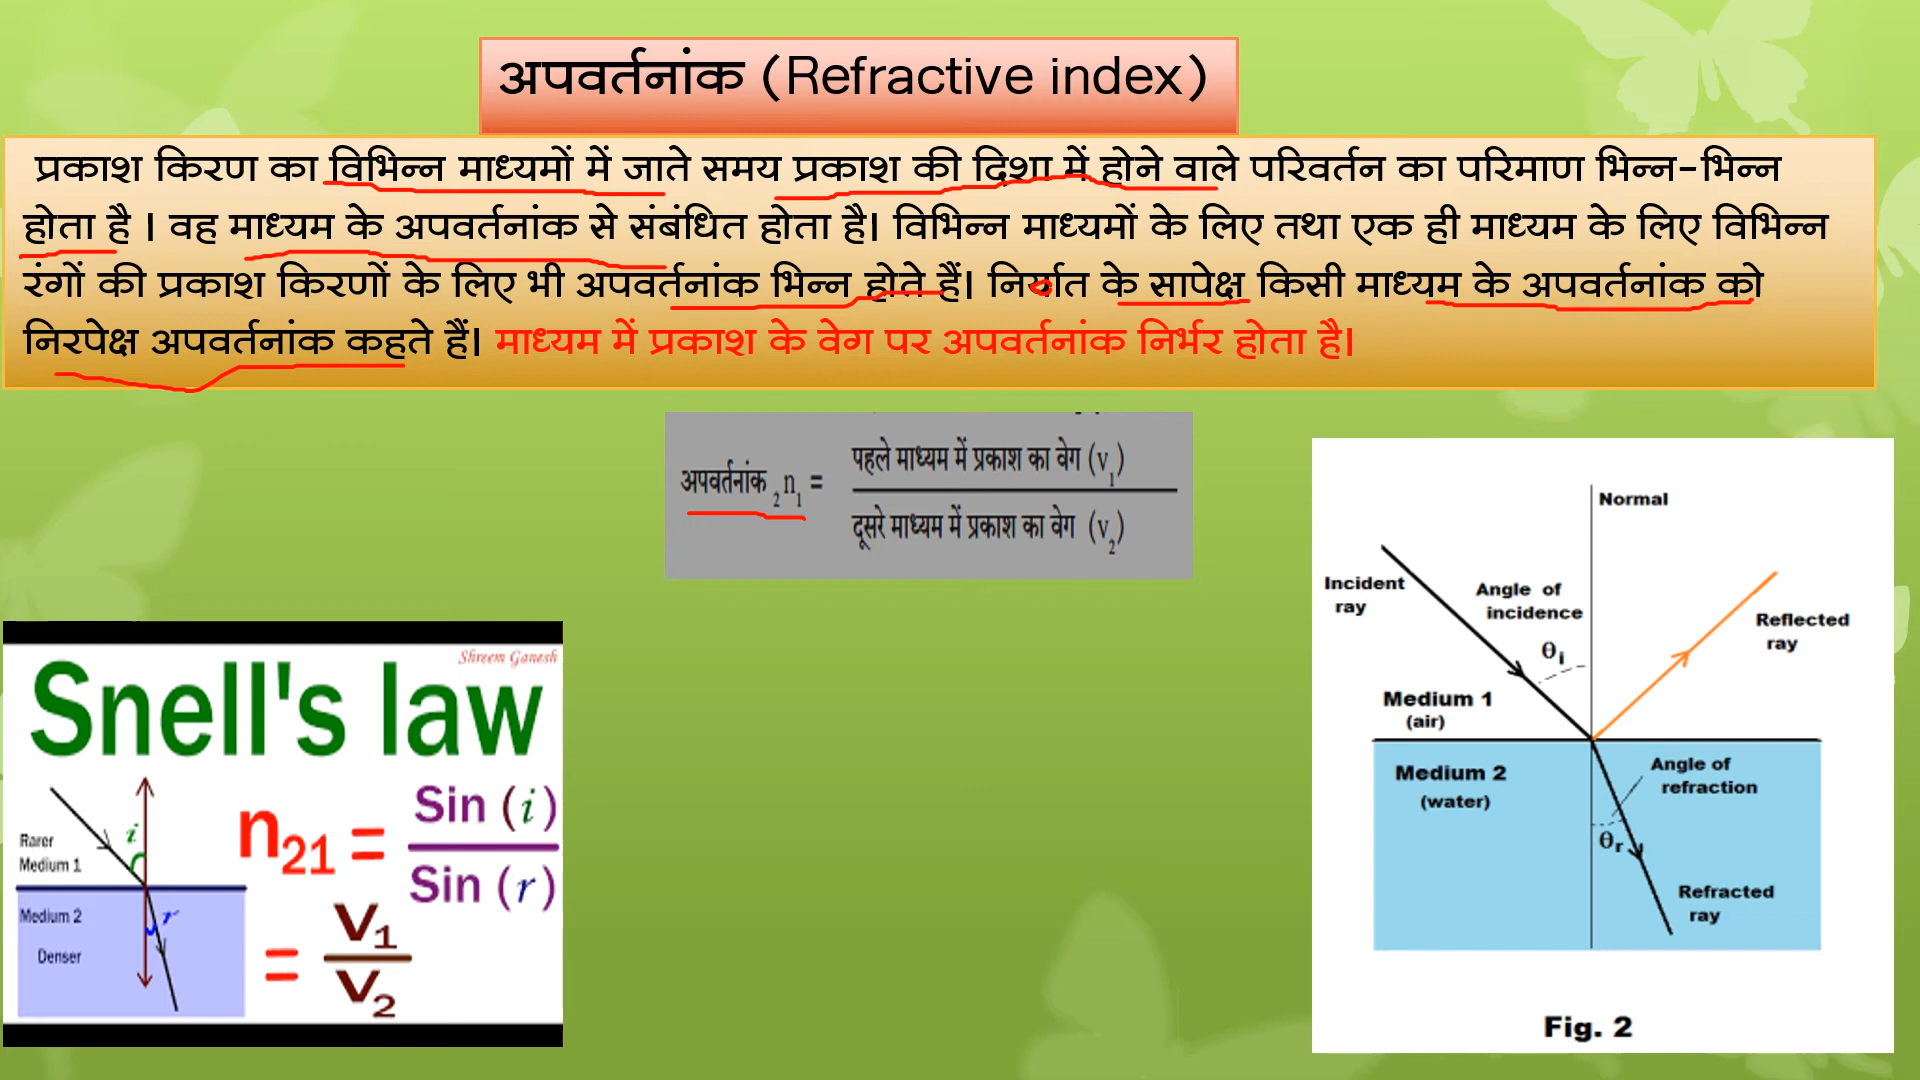 अपवर्तनांक (Refractive index)
प्रकाश किरण का विभिन्न माध्यमों में जाते समय प्रकाश की दिशा में होने वाले परिवर्तन का परिमाण भिन्न-भिन्न
होता है । वह माध्यम के अपवर्तनांक से संबंधित होता है। विभिन्न माध्यमों के लिए तथा एक ही माध्यम के लिए विभिन्न
रंगों की प्रकाश किरणों के लिए भी अपवर्तनांक भिन्न होते हैं। निर्यात के सापेक्ष किसी माध्यम के अपवर्तनांक को
निरपेक्ष अपवर्तनांक कहते हैं। माध्यम में प्रकाश के वेग पर अपवर्तनांक निर्भर होता है।
पहले माध्यम में प्रकाश का वेग (v₁)
अपवर्तनांक ₂n₁ =
दूसरे माध्यम में प्रकाश का वेग (v₂)
Shreem Ganesh
Snell's law
Rarer
Medium 1
i
Medium 2
r
Denser
n₂₁ = Sin (i)
Sin (r)
= V₁
V₂
Normal
Incident
ray
Angle of
incidence
θi
Reflected
ray
Medium 1
(air)
Medium 2
(water)
Angle of
refraction
θr
Refracted
ray
Fig. 2